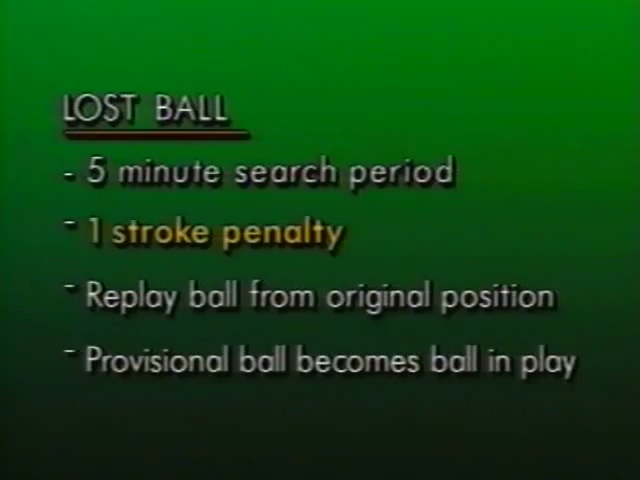 LOST BALL
- 5 minute search period
- 1 stroke penalty
- Replay ball from original position
- Provisional ball becomes ball in play